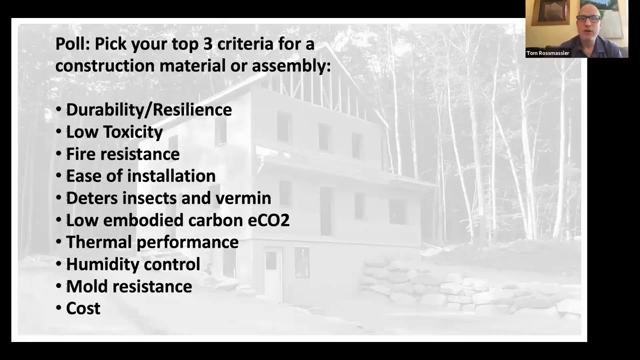 Poll: Pick your top 3 criteria for a
construction material or assembly:
• Durability/Resilience
• Low Toxicity
• Fire resistance
• Ease of installation
• Deters insects and vermin
• Low embodied carbon eCO2
• Thermal performance
• Humidity control
• Mold resistance
• Cost
Tom Rossmassler